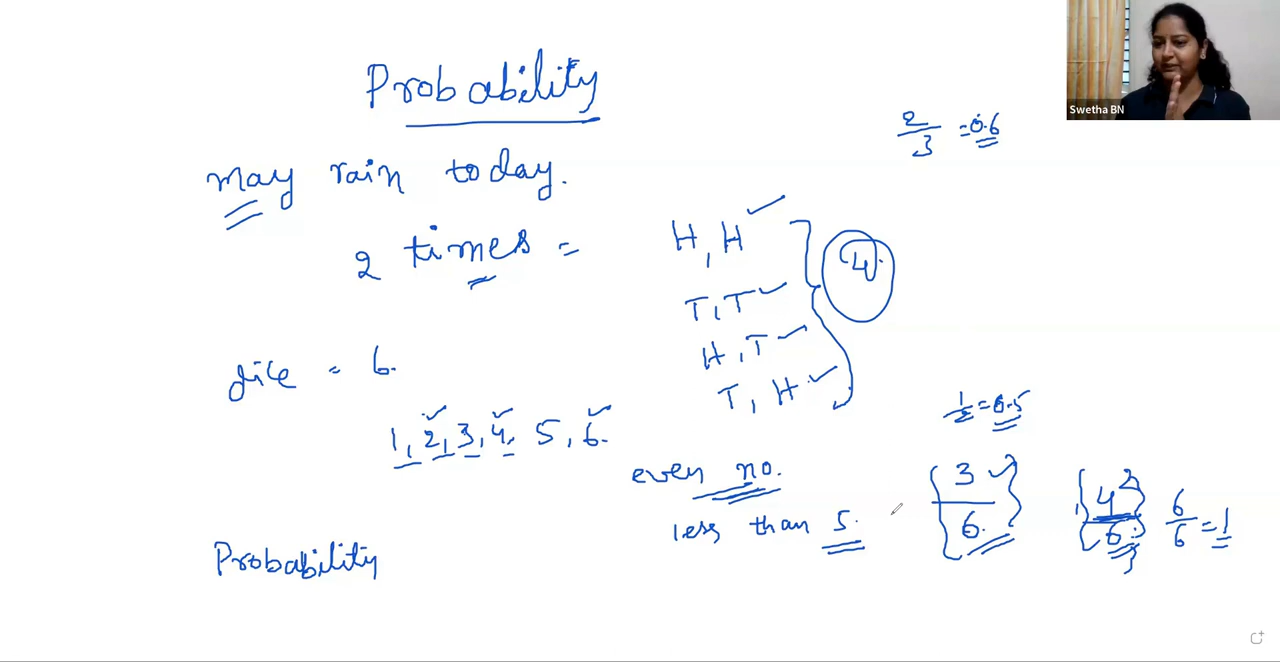 Probability
Swetha BN
2/3 = 0.6
may rain today.
2 times =
H, H
T, T
H, T
T, H
4.
dice = 6.
1, 2, 3, 4, 5, 6.
1/2 = 0.5
even no.
3/6.
less than 5.
4/6.
6/6 = 1
Probability